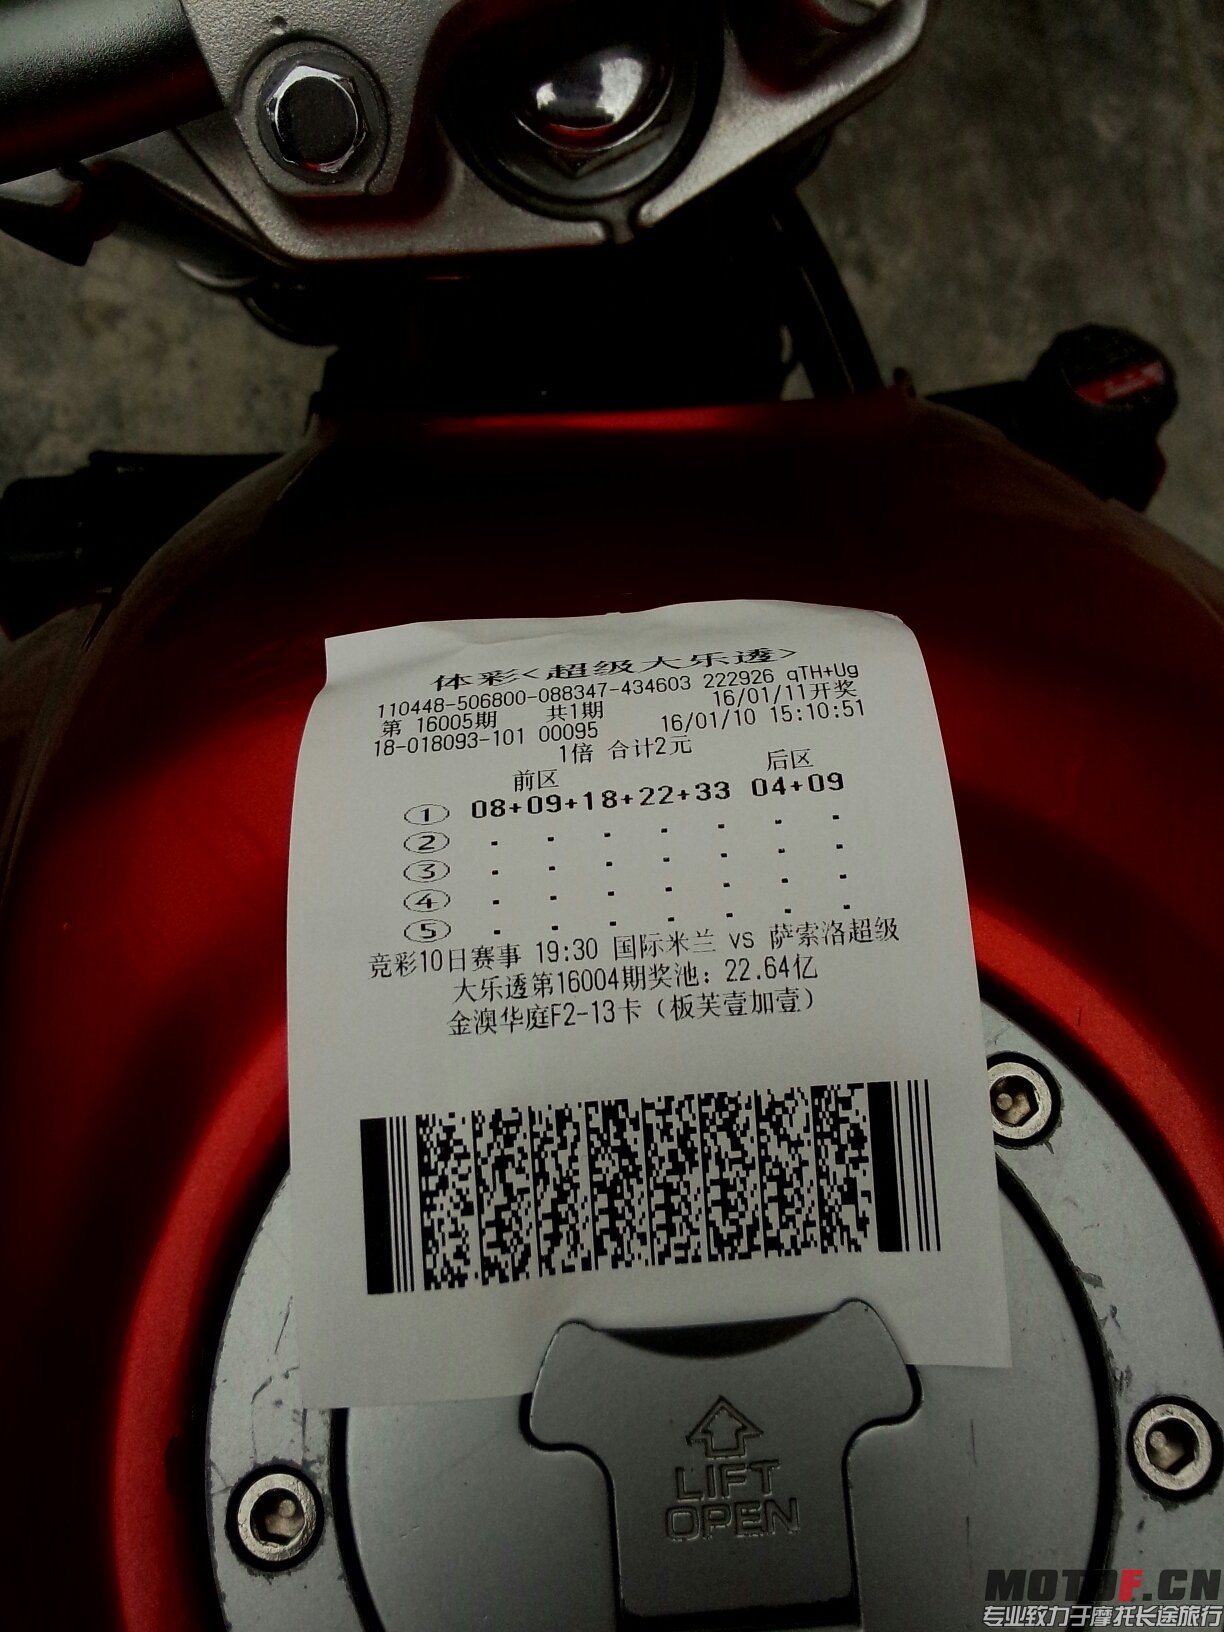 体彩<超级大乐透>
110448-506800-088347-434603 222926 qTH+Ug
第 16005期 共1期 16/01/11开奖
18-018093-101 00095 16/01/10 15:10:51
1倍 合计2元
前区 后区
① 08+09+18+22+33 04+09
②
③
④
⑤
竞彩10日赛事 19:30 国际米兰 vs 萨索洛超级
大乐透第16004期奖池：22.64亿
金澳华庭F2-13卡（板芙壹加壹）
LIFT
OPEN
MOTOF.CN
专业致力于摩托长途旅行